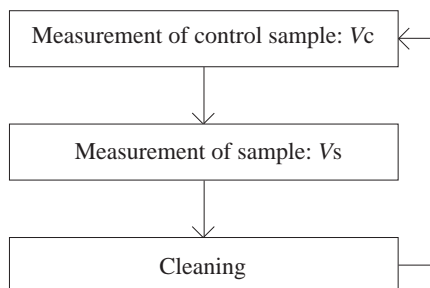 Measurement of control sample: Vc
Measurement of sample: Vs
Cleaning